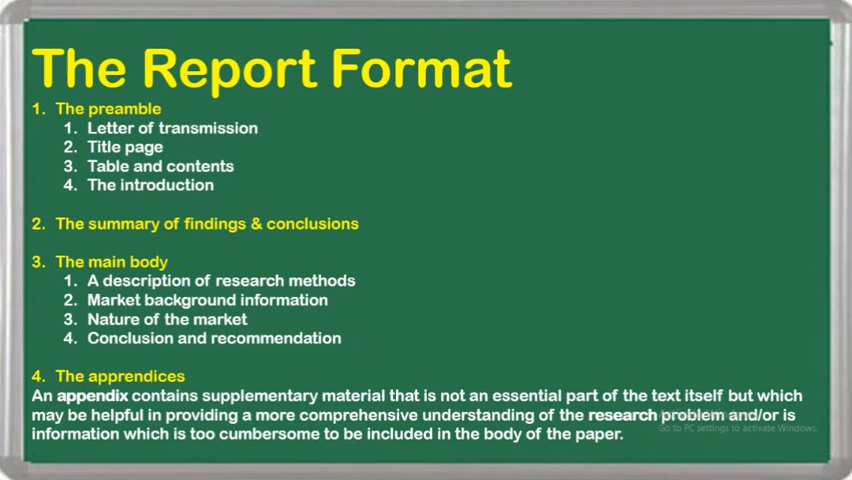 The Report Format
1. The preamble
1. Letter of transmission
2. Title page
3. Table and contents
4. The introduction
2. The summary of findings & conclusions
3. The main body
1. A description of research methods
2. Market background information
3. Nature of the market
4. Conclusion and recommendation
4. The apprendices
An appendix contains supplementary material that is not an essential part of the text itself but which
may be helpful in providing a more comprehensive understanding of the research problem and/or is
information which is too cumbersome to be included in the body of the paper.
Go to PC settings to activate Windows.